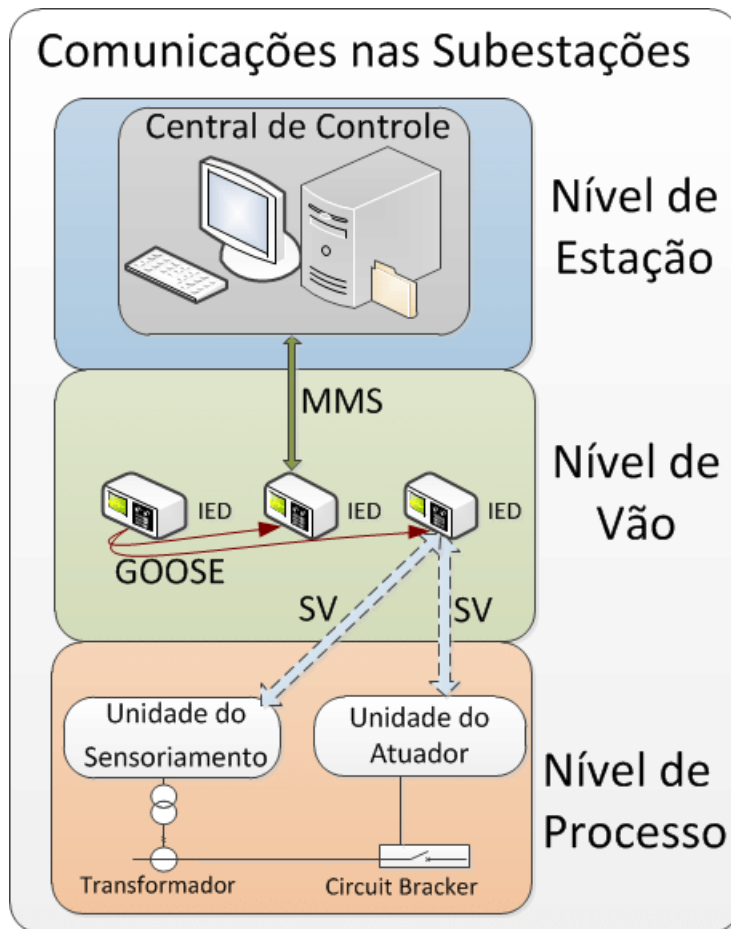 Comunicações nas Subestações
Central de Controle
Nível de
Estação
MMS
IED
IED
IED
GOOSE
Nível de
Vão
SV
SV
Unidade do
Sensoriamento
Unidade do
Atuador
Transformador
Circuit Bracker
Nível de
Processo